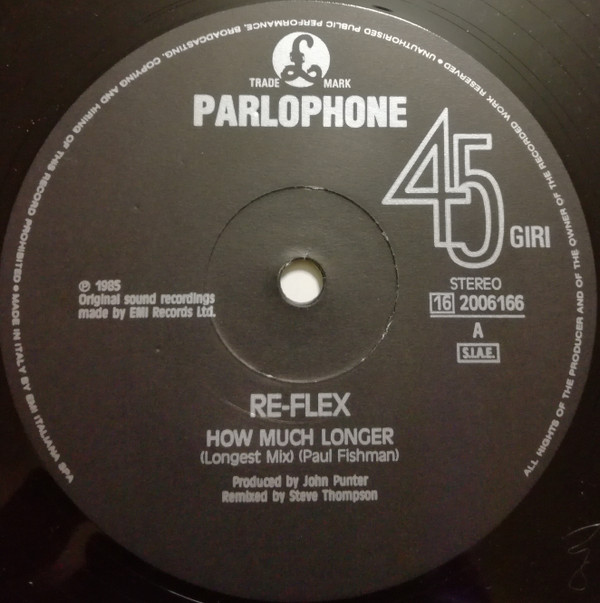 ALL RIGHTS OF THE PRODUCER AND OF THE OWNER OF THE RECORDED WORK RESERVED • UNAUTHORISED PUBLIC PERFORMANCE, BROADCASTING, COPYING AND HIRING OF THIS RECORD PROHIBITED • MADE IN ITALY BY EMI ITALIANA SPA
£
TRADE MARK
PARLOPHONE
45 GIRI
STEREO
16 2006166
A
S.I.A.E.
℗ 1985
Original sound recordings
made by EMI Records Ltd.
RE-FLEX
HOW MUCH LONGER
(Longest Mix) (Paul Fishman)
Produced by John Punter
Remixed by Steve Thompson